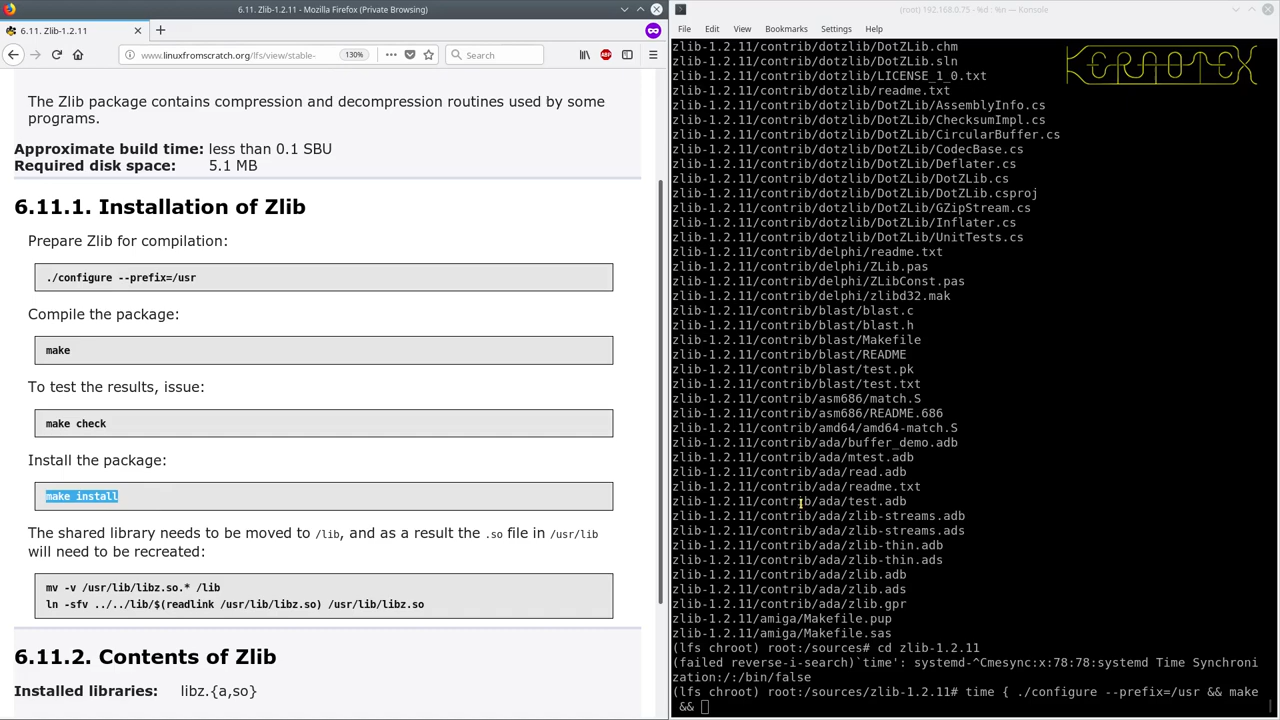 6.11. Zlib-1.2.11 - Mozilla Firefox (Private Browsing)
6.11. Zlib-1.2.11
www.linuxfromscratch.org/lfs/view/stable-
130%
Search
ABP
The Zlib package contains compression and decompression routines used by some
programs.
Approximate build time: less than 0.1 SBU
Required disk space: 5.1 MB
6.11.1. Installation of Zlib
Prepare Zlib for compilation:
./configure --prefix=/usr
Compile the package:
make
To test the results, issue:
make check
Install the package:
make install
The shared library needs to be moved to /lib, and as a result the .so file in /usr/lib
will need to be recreated:
mv -v /usr/lib/libz.so.* /lib
ln -sfv ../../lib/$(readlink /usr/lib/libz.so) /usr/lib/libz.so
6.11.2. Contents of Zlib
Installed libraries: libz.{a,so}
(root) 192.168.0.75 - %d : %n — Konsole
File Edit View Bookmarks Settings Help
KERAOTEX
zlib-1.2.11/contrib/dotzlib/DotZLib.chm
zlib-1.2.11/contrib/dotzlib/DotZLib.sln
zlib-1.2.11/contrib/dotzlib/LICENSE_1_0.txt
zlib-1.2.11/contrib/dotzlib/readme.txt
zlib-1.2.11/contrib/dotzlib/DotZLib/AssemblyInfo.cs
zlib-1.2.11/contrib/dotzlib/DotZLib/ChecksumImpl.cs
zlib-1.2.11/contrib/dotzlib/DotZLib/CircularBuffer.cs
zlib-1.2.11/contrib/dotzlib/DotZLib/CodecBase.cs
zlib-1.2.11/contrib/dotzlib/DotZLib/Deflater.cs
zlib-1.2.11/contrib/dotzlib/DotZLib/DotZLib.cs
zlib-1.2.11/contrib/dotzlib/DotZLib/DotZLib.csproj
zlib-1.2.11/contrib/dotzlib/DotZLib/GZipStream.cs
zlib-1.2.11/contrib/dotzlib/DotZLib/Inflater.cs
zlib-1.2.11/contrib/dotzlib/DotZLib/UnitTests.cs
zlib-1.2.11/contrib/delphi/readme.txt
zlib-1.2.11/contrib/delphi/ZLib.pas
zlib-1.2.11/contrib/delphi/ZLibConst.pas
zlib-1.2.11/contrib/delphi/zlibd32.mak
zlib-1.2.11/contrib/blast/blast.c
zlib-1.2.11/contrib/blast/blast.h
zlib-1.2.11/contrib/blast/Makefile
zlib-1.2.11/contrib/blast/README
zlib-1.2.11/contrib/blast/test.pk
zlib-1.2.11/contrib/blast/test.txt
zlib-1.2.11/contrib/asm686/match.S
zlib-1.2.11/contrib/asm686/README.686
zlib-1.2.11/contrib/amd64/amd64-match.S
zlib-1.2.11/contrib/ada/buffer_demo.adb
zlib-1.2.11/contrib/ada/mtest.adb
zlib-1.2.11/contrib/ada/read.adb
zlib-1.2.11/contrib/ada/readme.txt
zlib-1.2.11/contrib/ada/test.adb
zlib-1.2.11/contrib/ada/zlib-streams.adb
zlib-1.2.11/contrib/ada/zlib-streams.ads
zlib-1.2.11/contrib/ada/zlib-thin.adb
zlib-1.2.11/contrib/ada/zlib-thin.ads
zlib-1.2.11/contrib/ada/zlib.adb
zlib-1.2.11/contrib/ada/zlib.ads
zlib-1.2.11/contrib/ada/zlib.gpr
zlib-1.2.11/amiga/Makefile.pup
zlib-1.2.11/amiga/Makefile.sas
(lfs chroot) root:/sources# cd zlib-1.2.11
(failed reverse-i-search)`time': systemd-^Cmesync:x:78:78:systemd Time Synchroni
zation:/:/bin/false
(lfs chroot) root:/sources/zlib-1.2.11# time { ./configure --prefix=/usr && make
&&